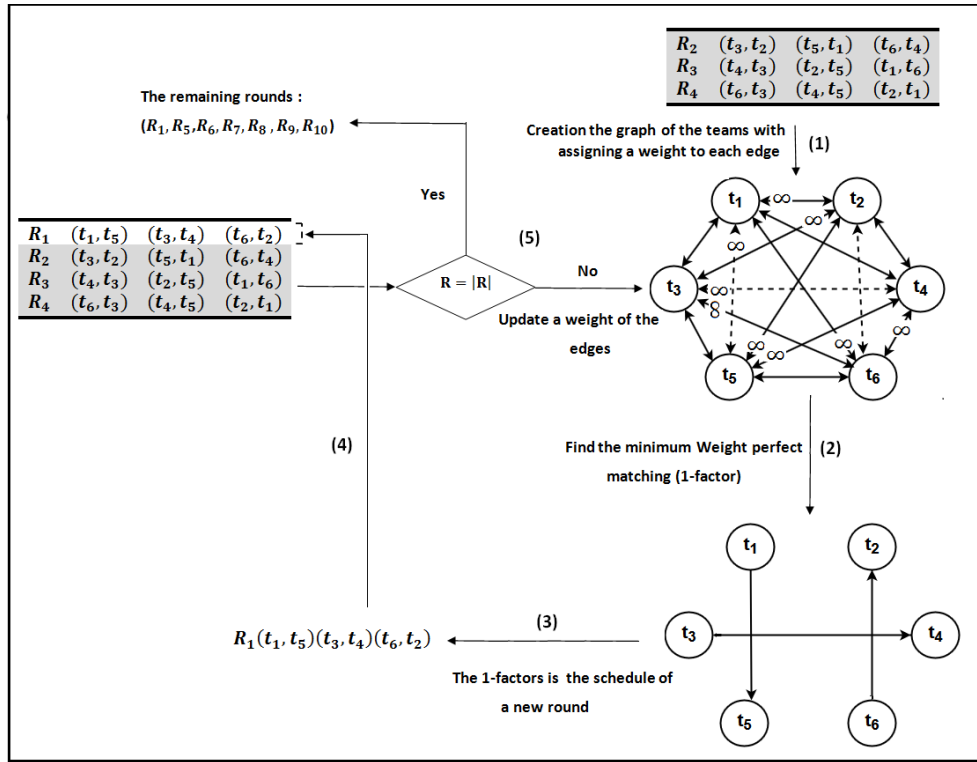 R₂ (t₃, t₂) (t₅, t₁) (t₆, t₄)
R₃ (t₄, t₃) (t₂, t₅) (t₁, t₆)
R₄ (t₆, t₃) (t₄, t₅) (t₂, t₁)
The remaining rounds :
(R₁, R₅, R₆, R₇, R₈ , R₉, R₁₀)
Creation the graph of the teams with
assigning a weight to each edge
(1)
Yes
t₁ ∞ t₂
∞ ∞
R₁ (t₁, t₅) (t₃, t₄) (t₆, t₂)
R₂ (t₃, t₂) (t₅, t₁) (t₆, t₄)
R₃ (t₄, t₃) (t₂, t₅) (t₁, t₆)
R₄ (t₆, t₃) (t₄, t₅) (t₂, t₁)
(5)
R = |R|
No
Update a weight of the
edges
t₃ ∞ t₄
∞ ∞
∞ ∞ ∞
t₅ t₆
(4)
Find the minimum Weight perfect
matching (1-factor)
(2)
t₁ t₂
t₃ t₄
t₅ t₆
(3)
R₁(t₁, t₅)(t₃, t₄)(t₆, t₂)
The 1-factors is the schedule of
a new round